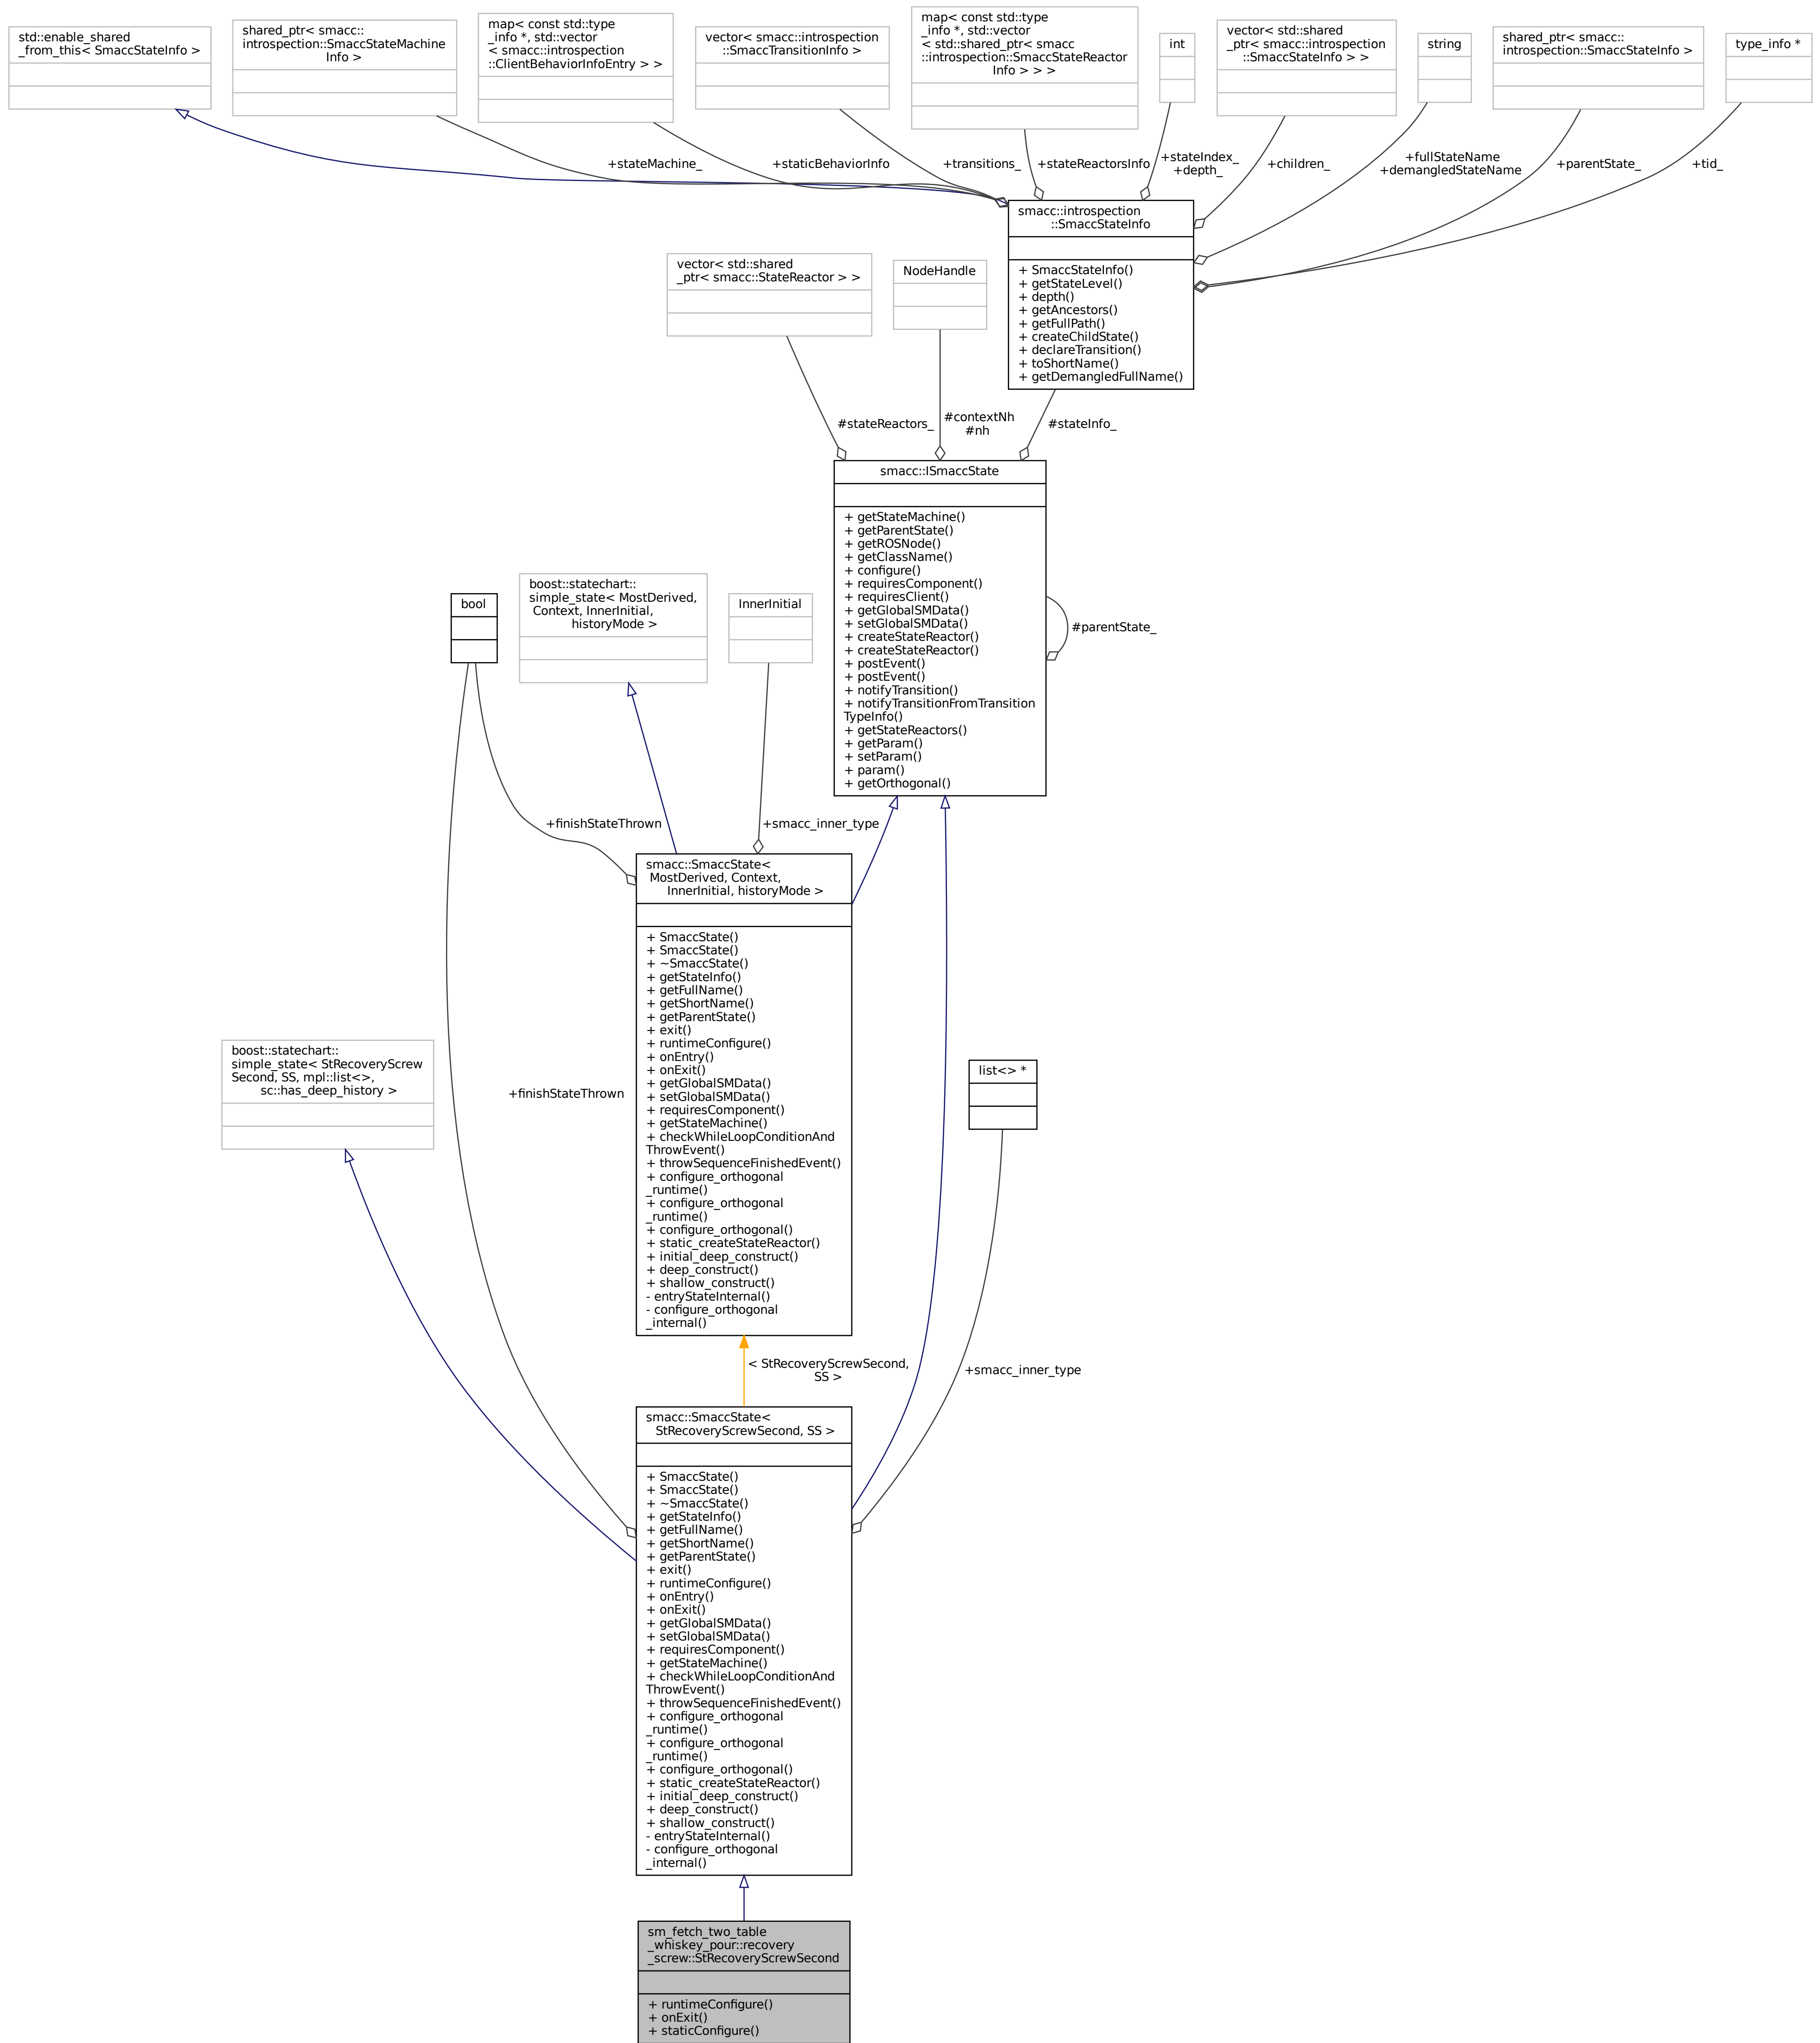 std::enable_shared
_from_this< SmaccStateInfo >
shared_ptr< smacc::
introspection::SmaccStateMachine
Info >
map< const std::type
_info *, std::vector
< smacc::introspection
::ClientBehaviorInfoEntry > >
vector< smacc::introspection
::SmaccTransitionInfo >
map< const std::type
_info *, std::vector
< std::shared_ptr< smacc
::introspection::SmaccStateReactor
Info > > >
int
vector< std::shared
_ptr< smacc::introspection
::SmaccStateInfo > >
string
shared_ptr< smacc::
introspection::SmaccStateInfo >
type_info *
+stateMachine_
+staticBehaviorInfo
+transitions_
+stateReactorsInfo
+stateIndex_
+depth_
+children_
+fullStateName
+demangledStateName
+parentState_
+tid_
smacc::introspection
::SmaccStateInfo
+ SmaccStateInfo()
+ getStateLevel()
+ depth()
+ getAncestors()
+ getFullPath()
+ createChildState()
+ declareTransition()
+ toShortName()
+ getDemangledFullName()
vector< std::shared
_ptr< smacc::StateReactor > >
NodeHandle
#stateReactors_
#contextNh
#nh
#stateInfo_
smacc::ISmaccState
+ getStateMachine()
+ getParentState()
+ getROSNode()
+ getClassName()
+ configure()
+ requiresComponent()
+ requiresClient()
+ getGlobalSMData()
+ setGlobalSMData()
+ createStateReactor()
+ createStateReactor()
+ postEvent()
+ postEvent()
+ notifyTransition()
+ notifyTransitionFromTransition
TypeInfo()
+ getStateReactors()
+ getParam()
+ setParam()
+ param()
+ getOrthogonal()
#parentState_
bool
boost::statechart::
simple_state< MostDerived,
Context, InnerInitial,
historyMode >
InnerInitial
+finishStateThrown
+smacc_inner_type
smacc::SmaccState<
MostDerived, Context,
InnerInitial, historyMode >
+ SmaccState()
+ SmaccState()
+ ~SmaccState()
+ getStateInfo()
+ getFullName()
+ getShortName()
+ getParentState()
+ exit()
+ runtimeConfigure()
+ onEntry()
+ onExit()
+ getGlobalSMData()
+ setGlobalSMData()
+ requiresComponent()
+ getStateMachine()
+ checkWhileLoopConditionAnd
ThrowEvent()
+ throwSequenceFinishedEvent()
+ configure_orthogonal
_runtime()
+ configure_orthogonal
_runtime()
+ configure_orthogonal()
+ static_createStateReactor()
+ initial_deep_construct()
+ deep_construct()
+ shallow_construct()
- entryStateInternal()
- configure_orthogonal
_internal()
boost::statechart::
simple_state< StRecoveryScrew
Second, SS, mpl::list<>,
sc::has_deep_history >
+finishStateThrown
list<> *
< StRecoveryScrewSecond,
SS >
+smacc_inner_type
smacc::SmaccState<
StRecoveryScrewSecond, SS >
+ SmaccState()
+ SmaccState()
+ ~SmaccState()
+ getStateInfo()
+ getFullName()
+ getShortName()
+ getParentState()
+ exit()
+ runtimeConfigure()
+ onEntry()
+ onExit()
+ getGlobalSMData()
+ setGlobalSMData()
+ requiresComponent()
+ getStateMachine()
+ checkWhileLoopConditionAnd
ThrowEvent()
+ throwSequenceFinishedEvent()
+ configure_orthogonal
_runtime()
+ configure_orthogonal
_runtime()
+ configure_orthogonal()
+ static_createStateReactor()
+ initial_deep_construct()
+ deep_construct()
+ shallow_construct()
- entryStateInternal()
- configure_orthogonal
_internal()
sm_fetch_two_table
_whiskey_pour::recovery
_screw::StRecoveryScrewSecond
+ runtimeConfigure()
+ onExit()
+ staticConfigure()